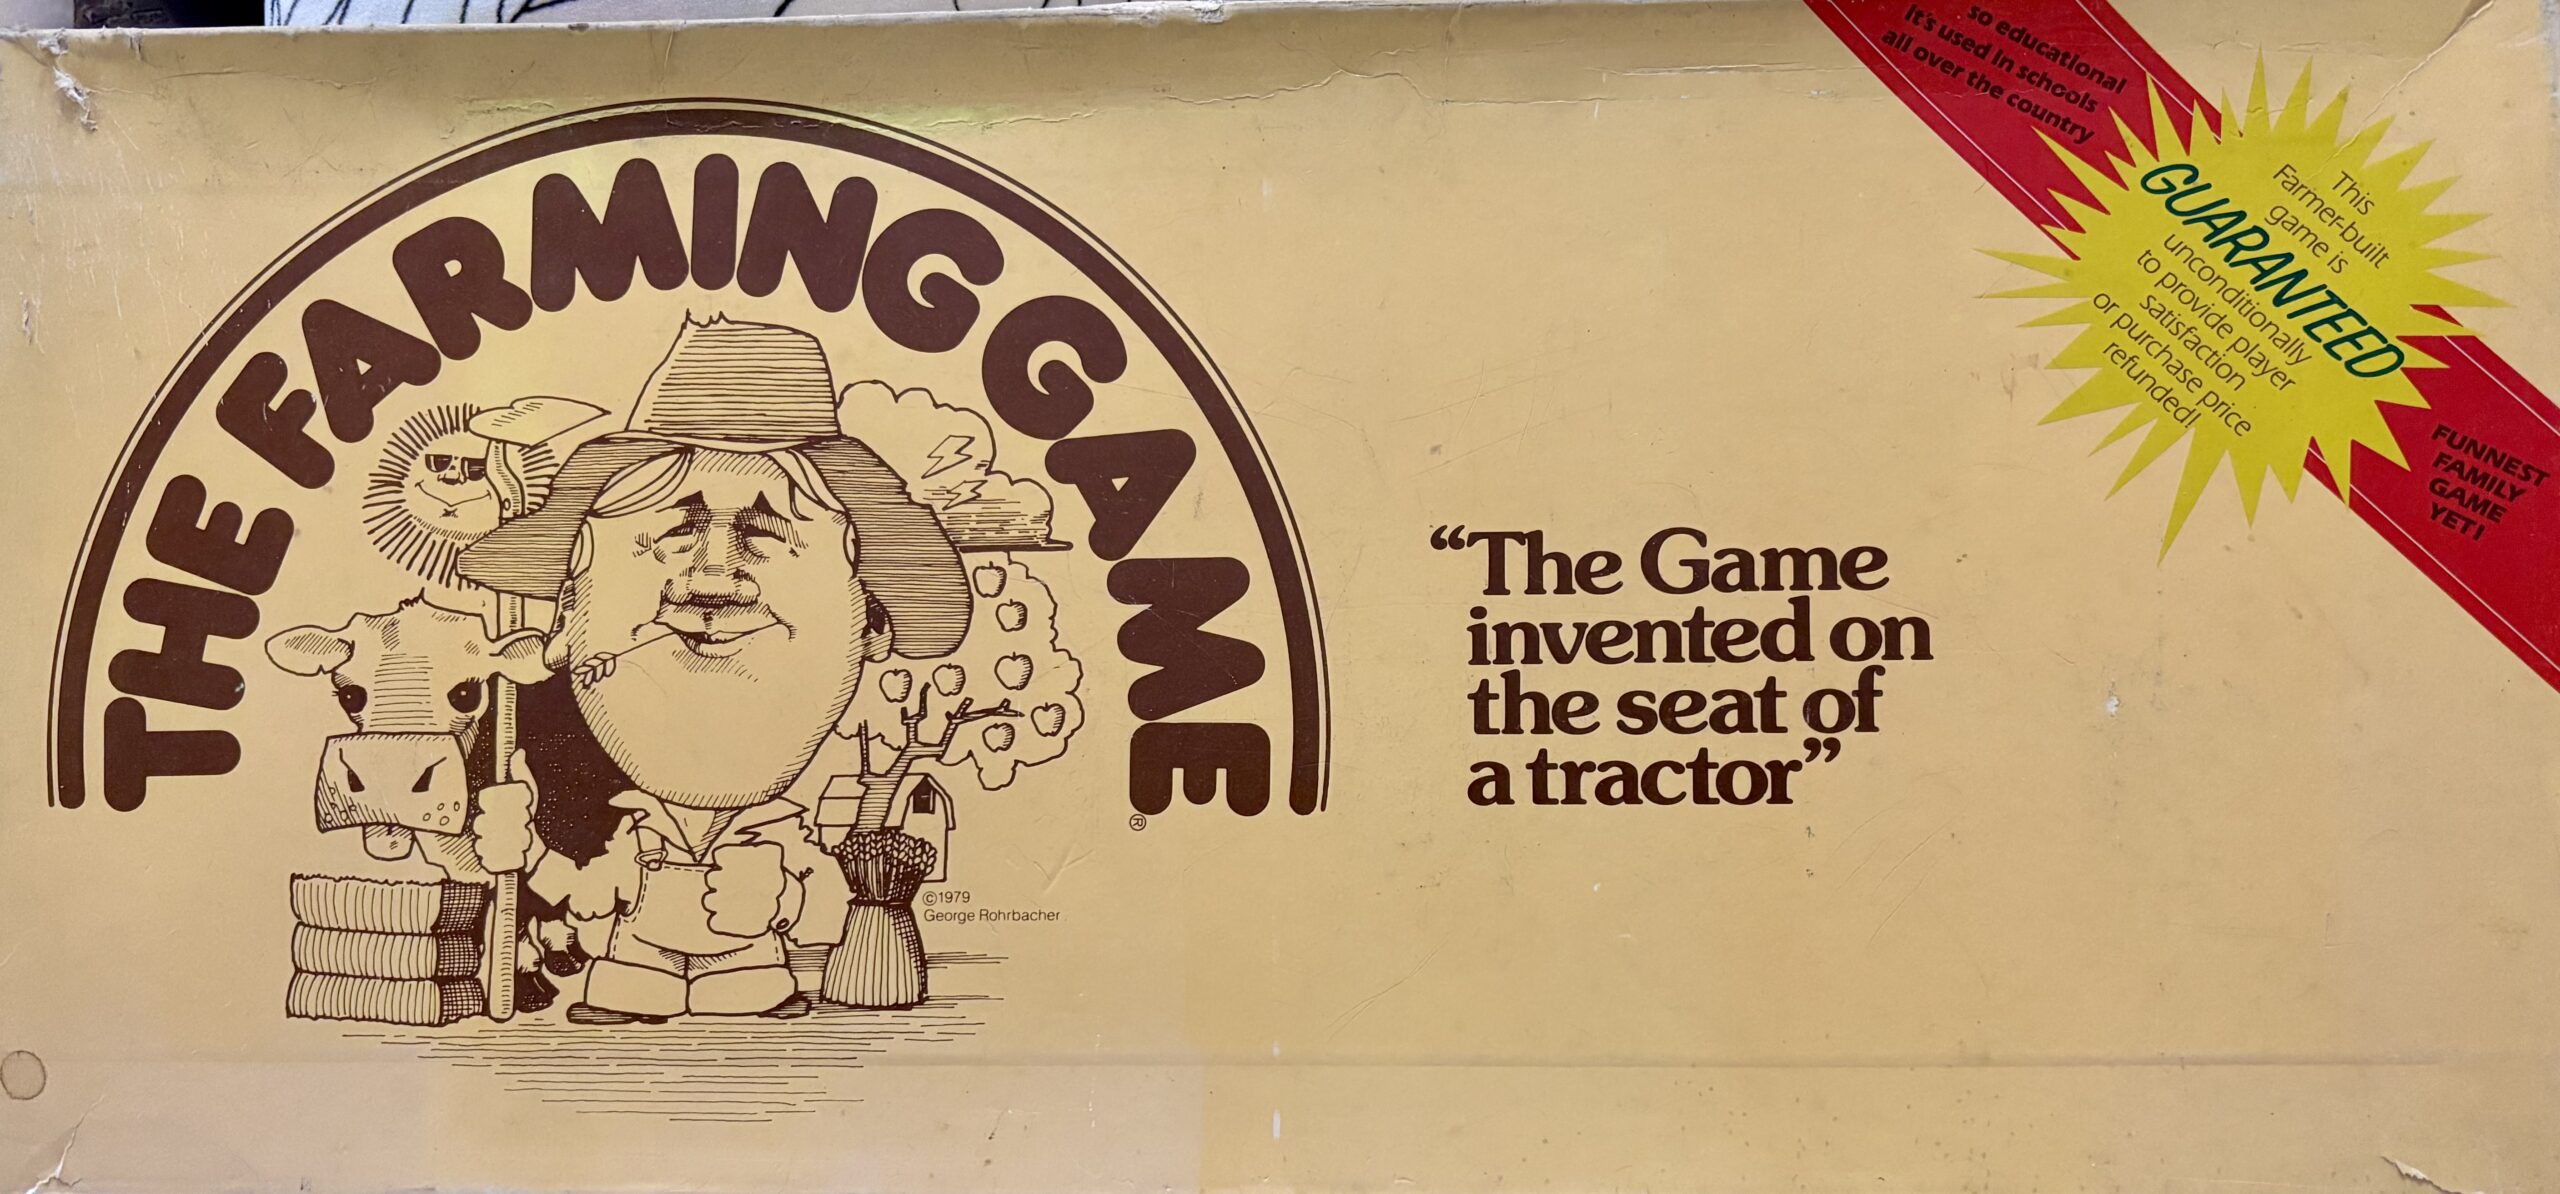 THE FARMING GAME®
©1979
George Rohrbacher
“The Game
invented on
the seat of
a tractor”
so educational
it's used in schools
all over the country
This
Farmer-built
game is
GUARANTEED
unconditionally
to provide player
satisfaction
or purchase price
refunded!
FUNNEST
FAMILY
GAME
YET!